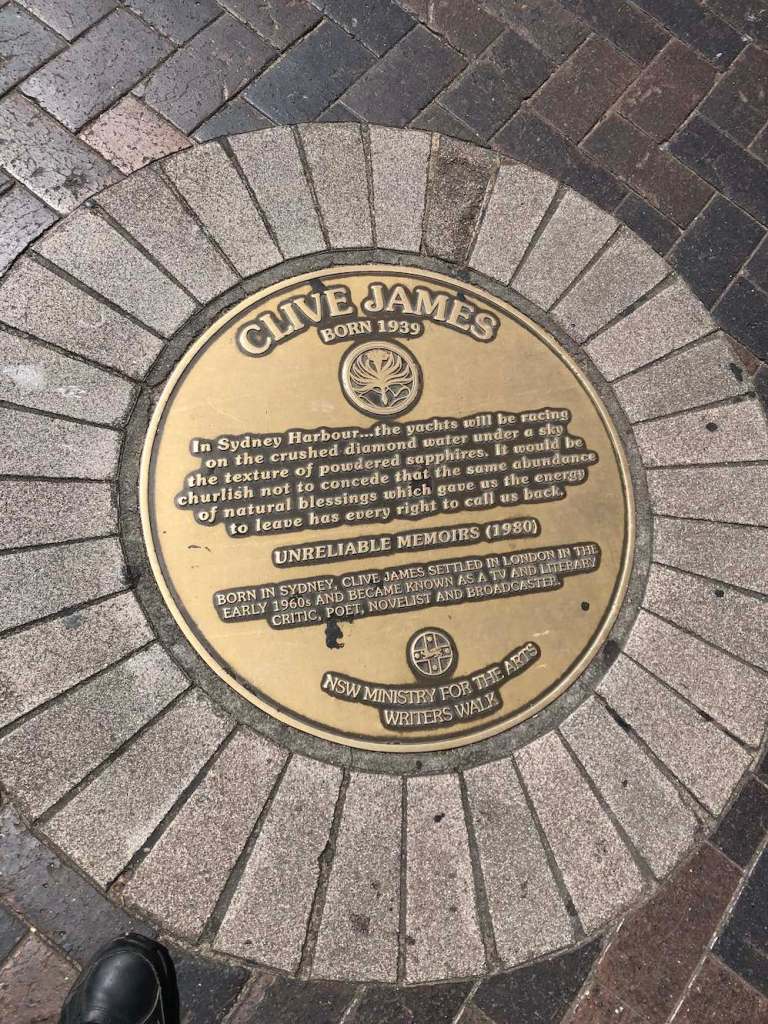 CLIVE JAMES
BORN 1939
In Sydney Harbour...the yachts will be racing
on the crushed diamond water under a sky
the texture of powdered sapphires. It would be
churlish not to concede that the same abundance
of natural blessings which gave us the energy
to leave has every right to call us back.
UNRELIABLE MEMOIRS (1980)
BORN IN SYDNEY, CLIVE JAMES SETTLED IN LONDON IN THE
EARLY 1960s AND BECAME KNOWN AS A TV AND LITERARY
CRITIC, POET, NOVELIST AND BROADCASTER.
NSW MINISTRY FOR THE ARTS
WRITERS WALK